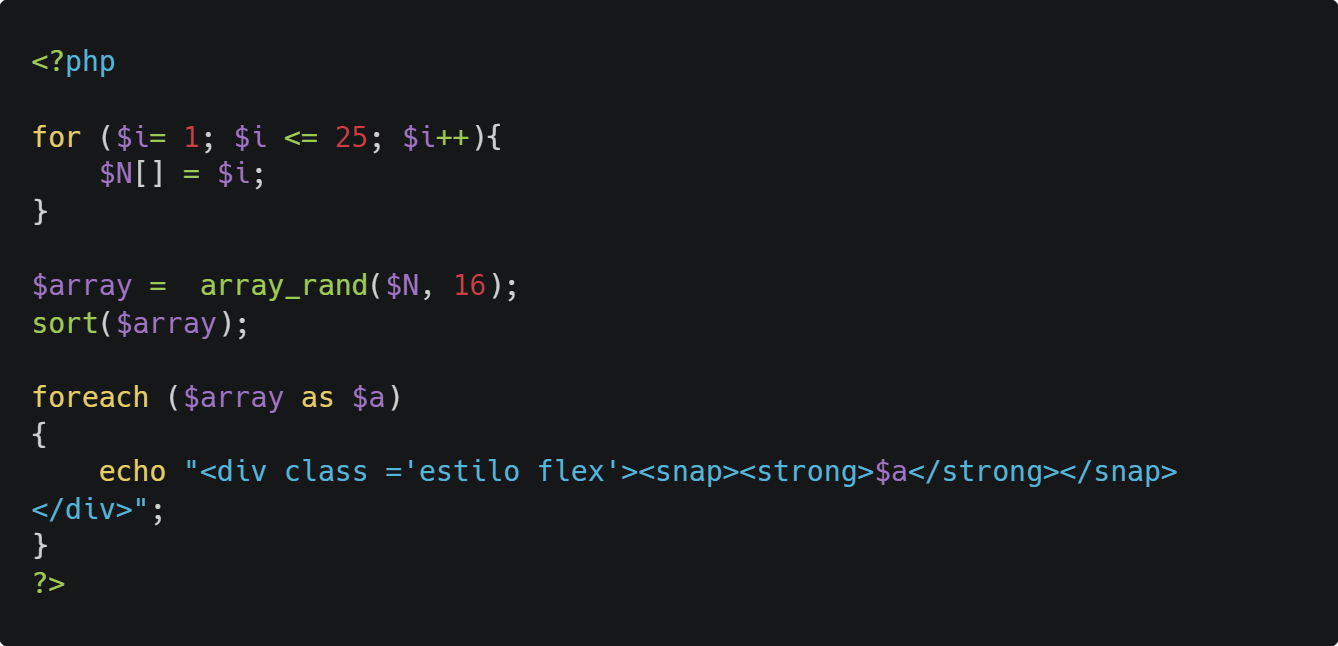 <?php
for ($i= 1; $i <= 25; $i++){
    $N[] = $i;
}
$array =  array_rand($N, 16);
sort($array);
foreach ($array as $a)
{
    echo "<div class ='estilo flex'><snap><strong>$a</strong></snap>
</div>";
}
?>